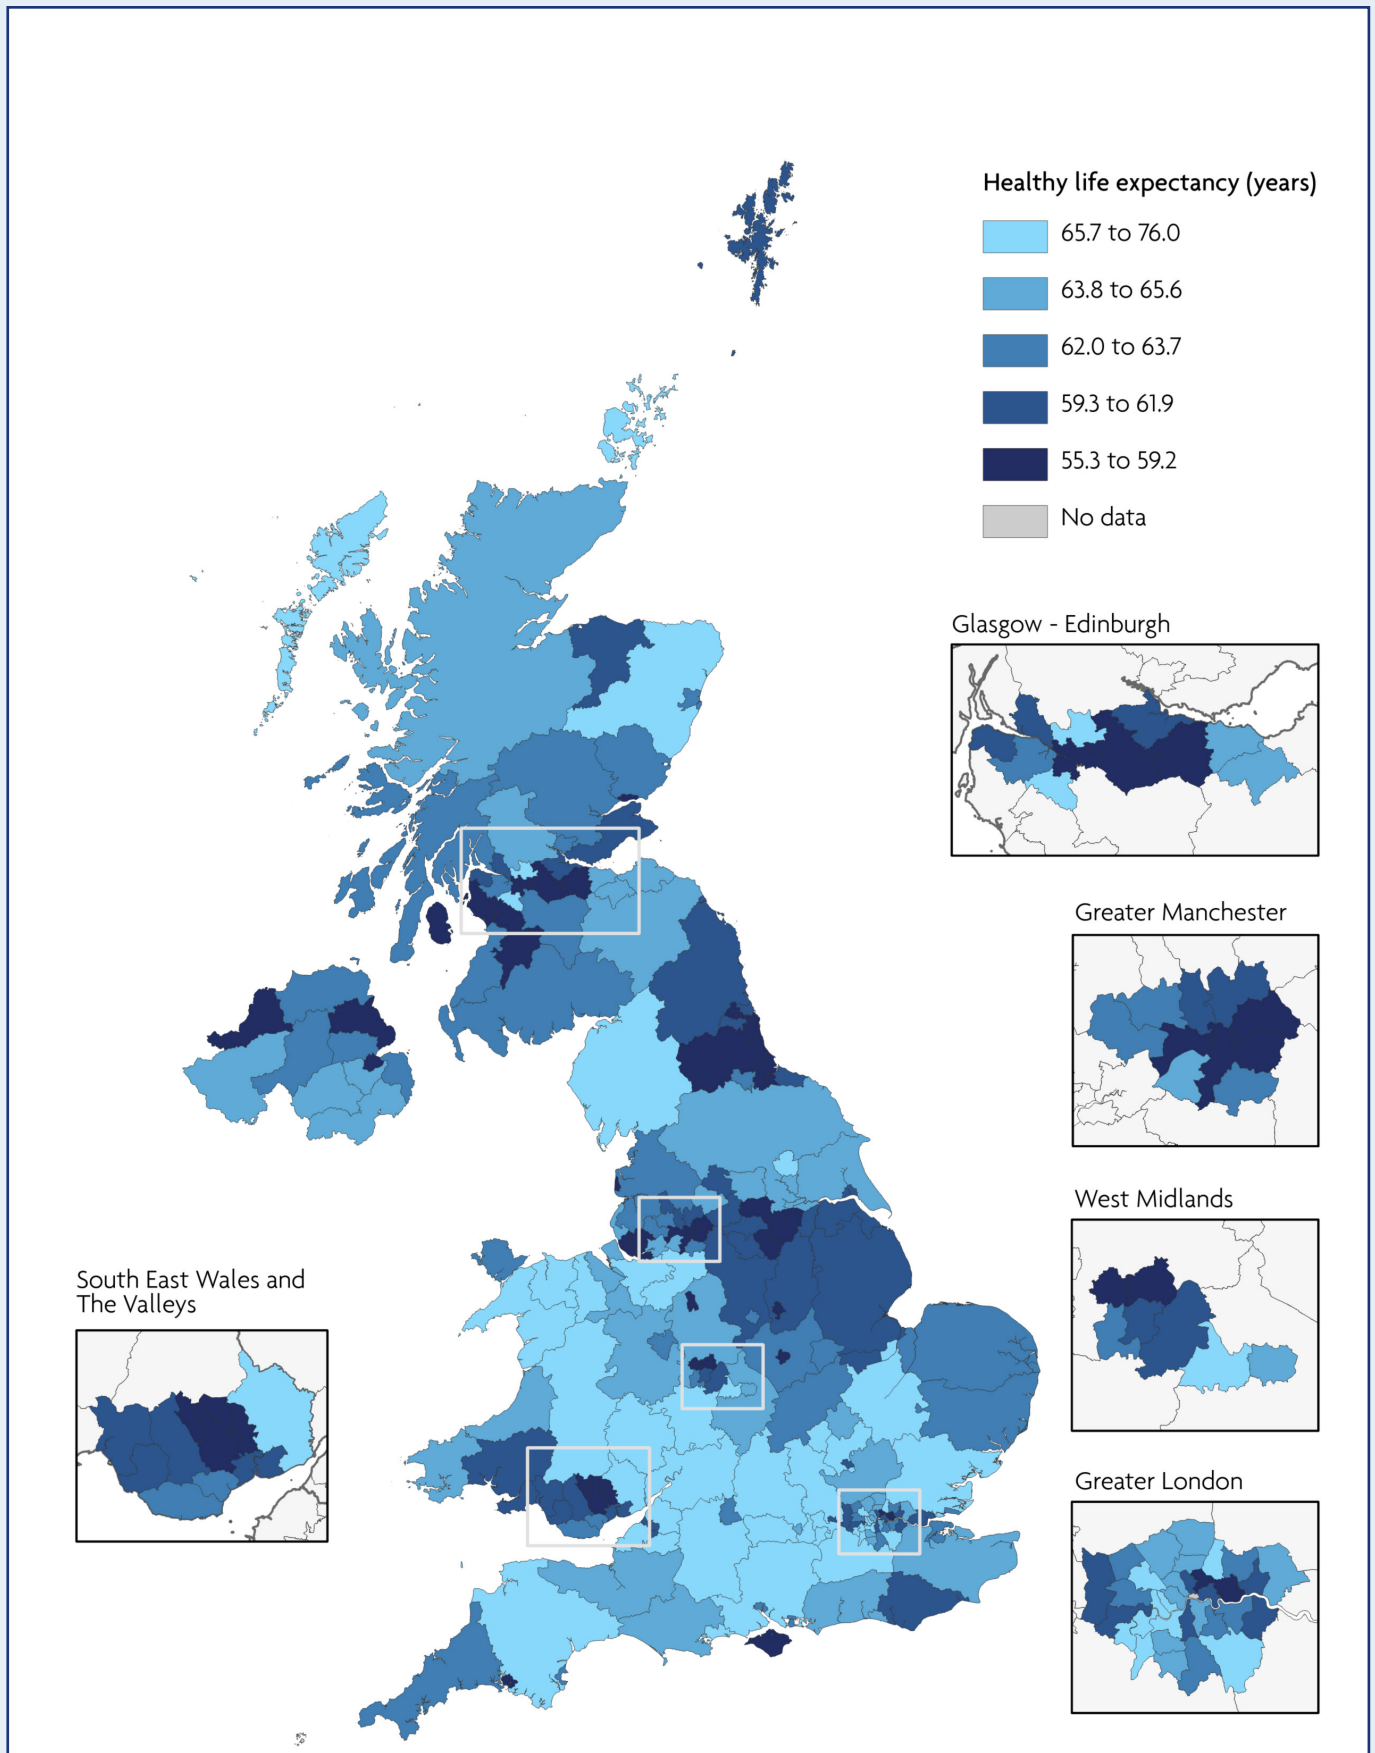 Healthy life expectancy (years)
65.7 to 76.0
63.8 to 65.6
62.0 to 63.7
59.3 to 61.9
55.3 to 59.2
No data
Glasgow - Edinburgh
Greater Manchester
West Midlands
South East Wales and
The Valleys
Greater London